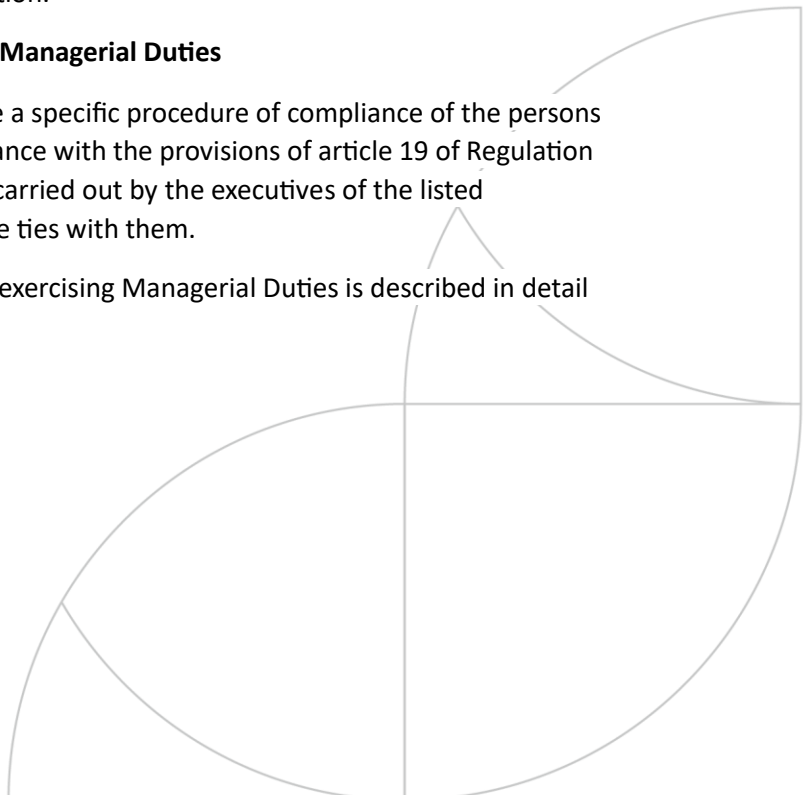 tion.
Managerial Duties
e a specific procedure of compliance of the persons
ance with the provisions of article 19 of Regulation
carried out by the executives of the listed
e ties with them.
exercising Managerial Duties is described in detail